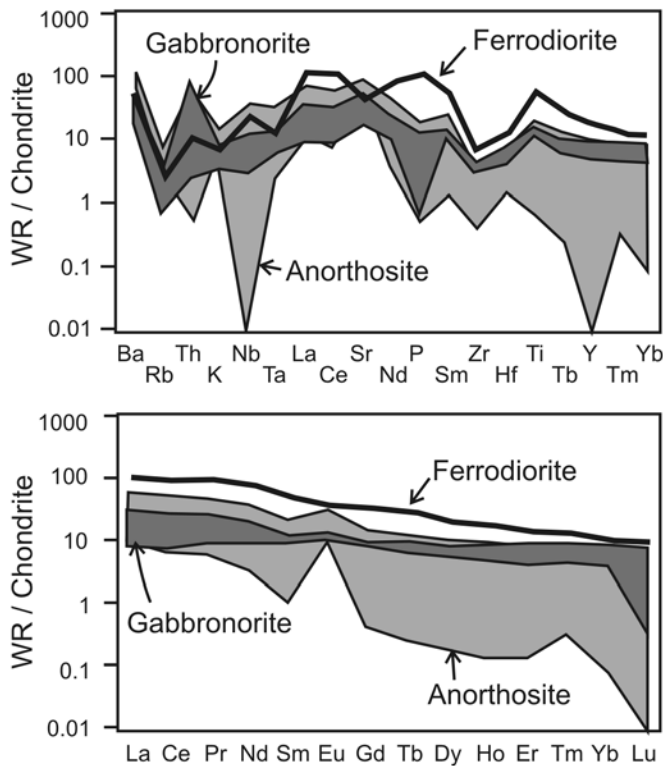 1000
Gabbronorite
Ferrodiorite
100
10
1
0.1
0.01
WR / Chondrite
Anorthosite
Ba Th Nb La Sr P Zr Ti Y Yb
Rb K Ta Ce Nd Sm Hf Tb Tm
1000
100
10
1
0.1
0.01
WR / Chondrite
Ferrodiorite
Gabbronorite
Anorthosite
La Ce Pr Nd Sm Eu Gd Tb Dy Ho Er Tm Yb Lu